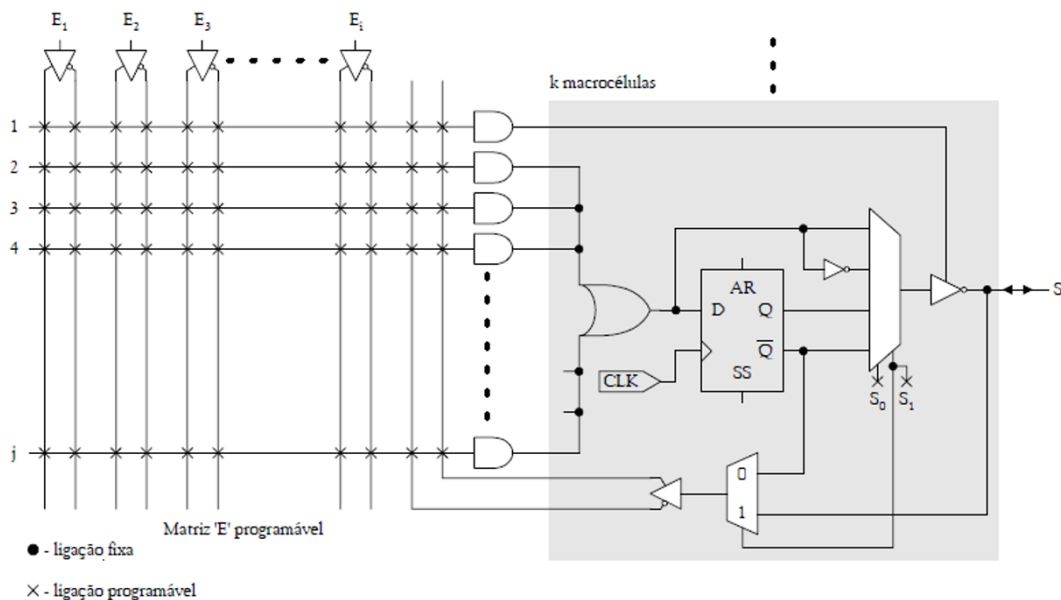 E1 E2 E3 Ei
k macrocélulas
1
2
3
4
AR
D Q
Q̅
SS
CLK
S
S0 S1
j
0
1
Matriz 'E' programável
- ligação fixa
- ligação programável